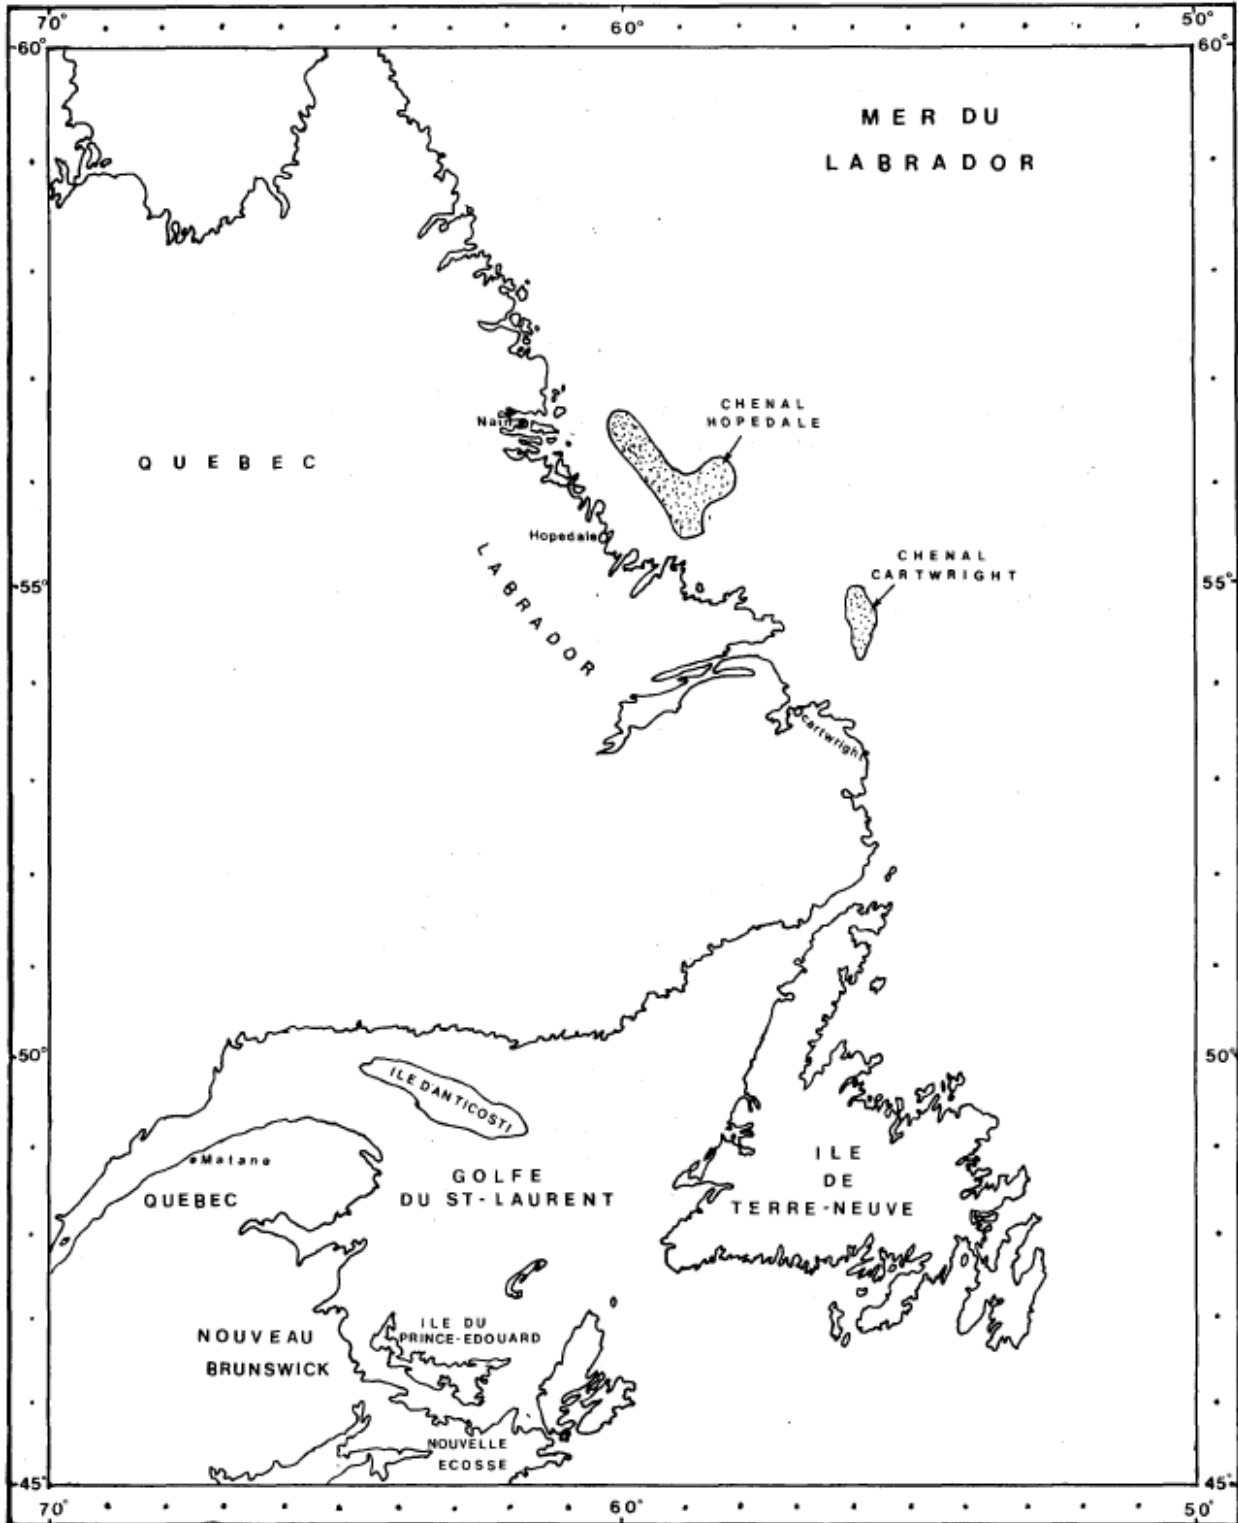 70°
60°
50°
60°
60°
MER DU
LABRADOR
CHENAL
HOPEDALE
Nain
QUEBEC
Hopedale
LABRADOR
CHENAL
CARTWRIGHT
55°
55°
Cartwright
50°
50°
ILE DANTICOSTI
Matane
QUEBEC
GOLFE
DU ST-LAURENT
ILE
DE
TERRE-NEUVE
ILE DU
PRINCE-EDOUARD
NOUVEAU
BRUNSWICK
NOUVELLE
ECOSSE
45°
45°
70°
60°
50°